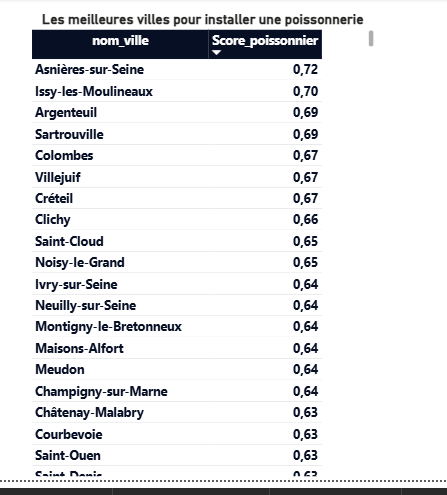 Les meilleures villes pour installer une poissonnerie
nom_ville Score_poissonnier
Asnières-sur-Seine 0,72
Issy-les-Moulineaux 0,70
Argenteuil 0,69
Sartrouville 0,69
Colombes 0,67
Villejuif 0,67
Créteil 0,67
Clichy 0,66
Saint-Cloud 0,65
Noisy-le-Grand 0,65
Ivry-sur-Seine 0,64
Neuilly-sur-Seine 0,64
Montigny-le-Bretonneux 0,64
Maisons-Alfort 0,64
Meudon 0,64
Champigny-sur-Marne 0,64
Châtenay-Malabry 0,63
Courbevoie 0,63
Saint-Ouen 0,63
Saint-Denis 0,63